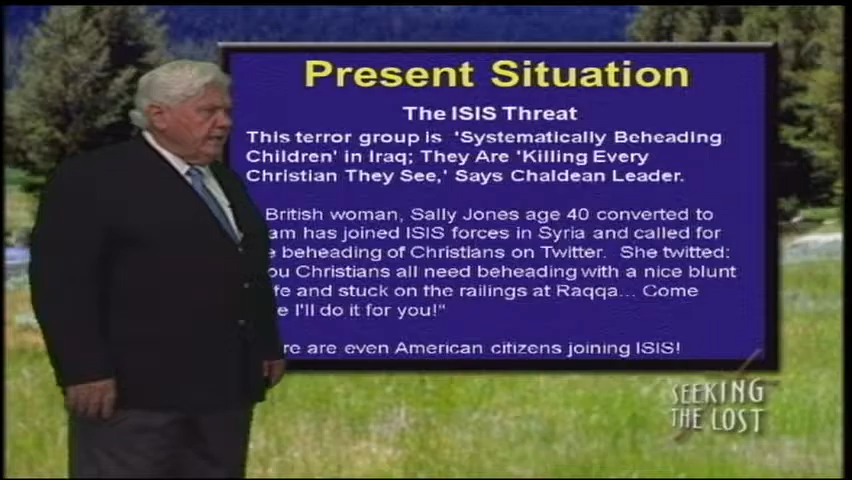 Present Situation
The ISIS Threat
This terror group is 'Systematically Beheading
Children' in Iraq; They Are 'Killing Every
Christian They See,' Says Chaldean Leader.
British woman, Sally Jones age 40 converted to
am has joined ISIS forces in Syria and called for
e beheading of Christians on Twitter. She twitted:
ou Christians all need beheading with a nice blunt
fe and stuck on the railings at Raqqa... Come
e I'll do it for you!"
re are even American citizens joining ISIS!
SEEKING
THE LOST